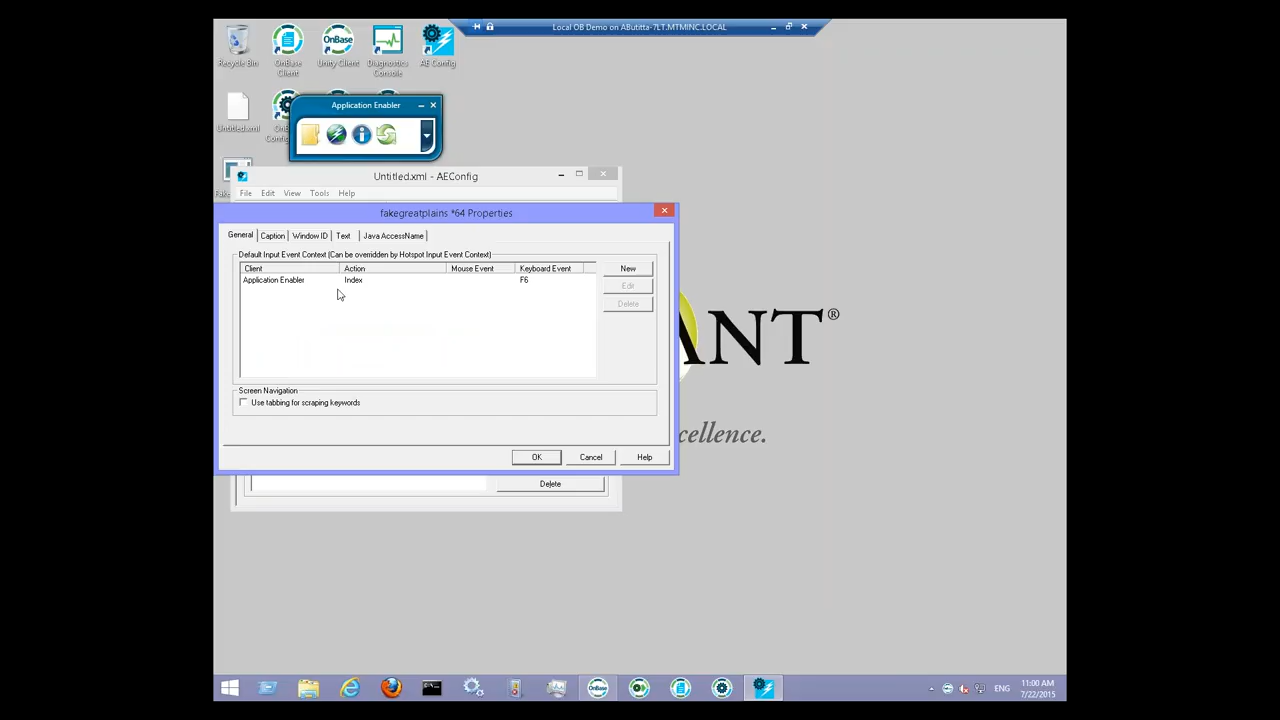 Local OB Demo on AButitta-7LT.MTMINC.LOCAL
Recycle Bin
OnBase Client
Unity Client
Diagnostics Console
AE Config
Application Enabler
Untitled.xml
Untitled.xml - AEConfig
File Edit View Tools Help
fakegreatplains *64 Properties
General Caption Window ID Text Java AccessName
Default Input Event Context (Can be overidden by Hotspot Input Event Context)
Client Action Mouse Event Keyboard Event
Application Enabler Index F6
New
Edit
Delete
Screen Navigation
Use tabbing for scraping keywords
OK Cancel Help
Delete
ANT®
cellence.
OnBase
ENG
11:00 AM
7/22/2015